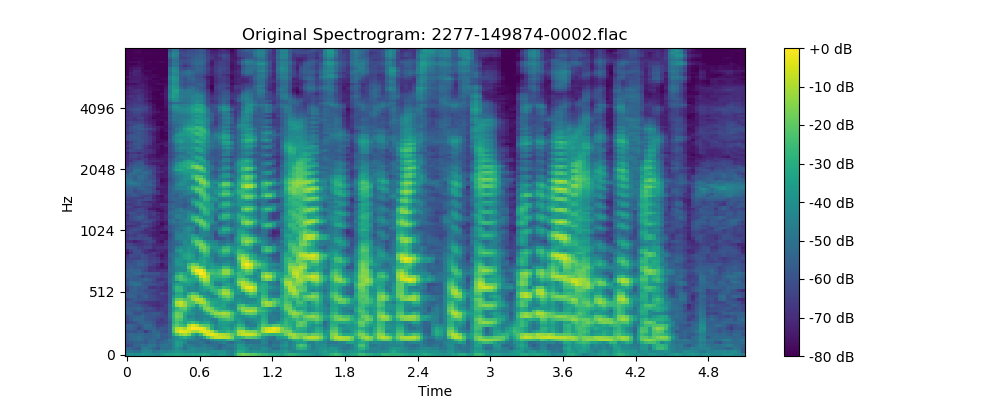 Original Spectrogram: 2277-149874-0002.flac
Hz
4096
2048
1024
512
0
0 0.6 1.2 1.8 2.4 3 3.6 4.2 4.8
Time
+0 dB
-10 dB
-20 dB
-30 dB
-40 dB
-50 dB
-60 dB
-70 dB
-80 dB